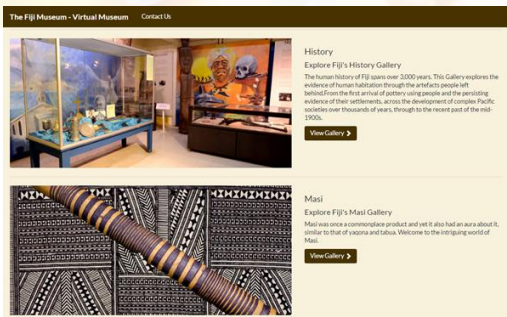 The Fiji Museum - Virtual Museum Contact Us
History
Explore Fiji's History Gallery
The human history of Fiji spans over 3,000 years. This Gallery explores the
evidence of human habitation through the artefacts people left
behind.From the first arrival of pottery using people and the persisting
evidence of their settlements, across the development of complex Pacific
societies over thousands of years, through to the recent past of the mid-
1900s.
View Gallery
Masi
Explore Fiji's Masi Gallery
Masi was once a commonplace product and yet it also had an aura about it,
similar to that of yaqona and tabua. Welcome to the intriguing world of
Masi.
View Gallery